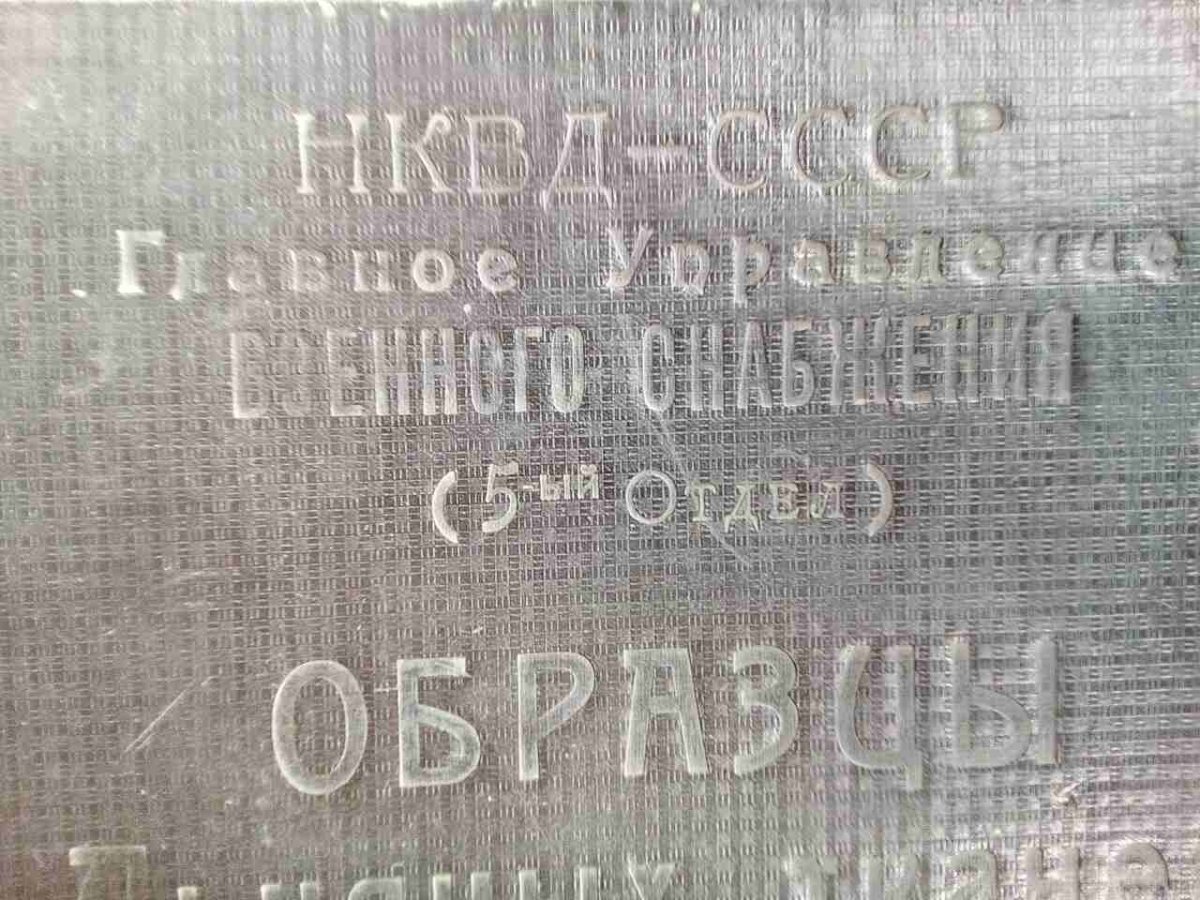 НКВД-СССР
Главное Управление
ВОЕННОГО СНАБЖЕНИЯ
(5-ый Отдел)
ОБРАЗЦЫ